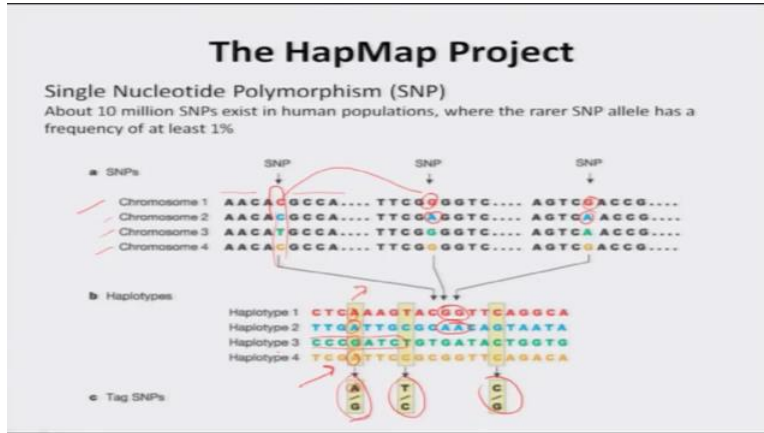 The HapMap Project
Single Nucleotide Polymorphism (SNP)
About 10 million SNPs exist in human populations, where the rarer SNP allele has a
frequency of at least 1%
SNP SNP SNP
a SNPs
Chromosome 1 AACACGCCA.... TTCGGGGTC.... AGTCGACCG....
Chromosome 2 AACACGCCA.... TTCGAGGTC.... AGTCAACCG....
Chromosome 3 AACATGCCA.... TTCGGGGTC.... AGTCAACCG....
Chromosome 4 AACACGCCA.... TTCGGGGTC.... AGTCGACCG....
b Haplotypes
Haplotype 1 CTCAAAGTACGGTTCAGGCA
Haplotype 2 TTGATTGCGCAACAGTAATA
Haplotype 3 CCCGATCTGTGATACTGGTG
Haplotype 4 TCGATTCCGCGGTTCAGACA
A T C
c Tag SNPs
G C G